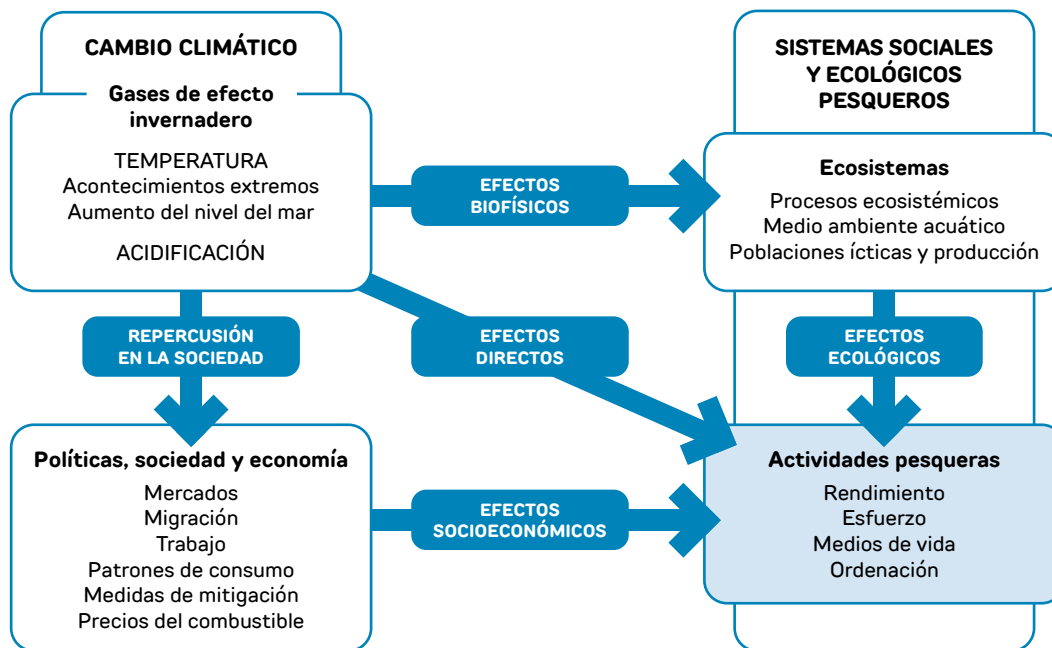 CAMBIO CLIMÁTICO
Gases de efecto
invernadero
TEMPERATURA
Acontecimientos extremos
Aumento del nivel del mar
ACIDIFICACIÓN
EFECTOS
BIOFÍSICOS
SISTEMAS SOCIALES
Y ECOLÓGICOS
PESQUEROS
Ecosistemas
Procesos ecosistémicos
Medio ambiente acuático
Poblaciones ícticas y producción
REPERCUSIÓN
EN LA SOCIEDAD
EFECTOS
DIRECTOS
EFECTOS
ECOLÓGICOS
Políticas, sociedad y economía
Mercados
Migración
Trabajo
Patrones de consumo
Medidas de mitigación
Precios del combustible
EFECTOS
SOCIOECONÓMICOS
Actividades pesqueras
Rendimiento
Esfuerzo
Medios de vida
Ordenación